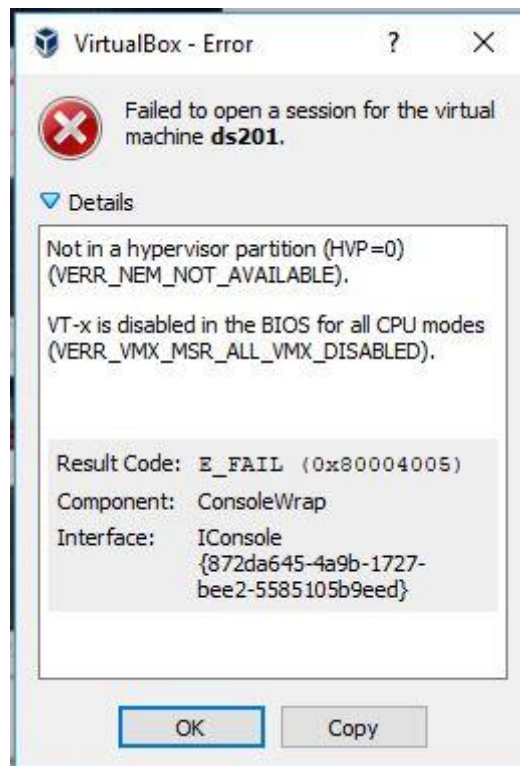 VirtualBox - Error
?
Failed to open a session for the virtual
machine ds201.
Details
Not in a hypervisor partition (HVP=0)
(VERR_NEM_NOT_AVAILABLE).
VT-x is disabled in the BIOS for all CPU modes
(VERR_VMX_MSR_ALL_VMX_DISABLED).
Result Code: E_FAIL (0x80004005)
Component: ConsoleWrap
Interface: IConsole
{872da645-4a9b-1727-
bee2-5585105b9eed}
OK
Copy